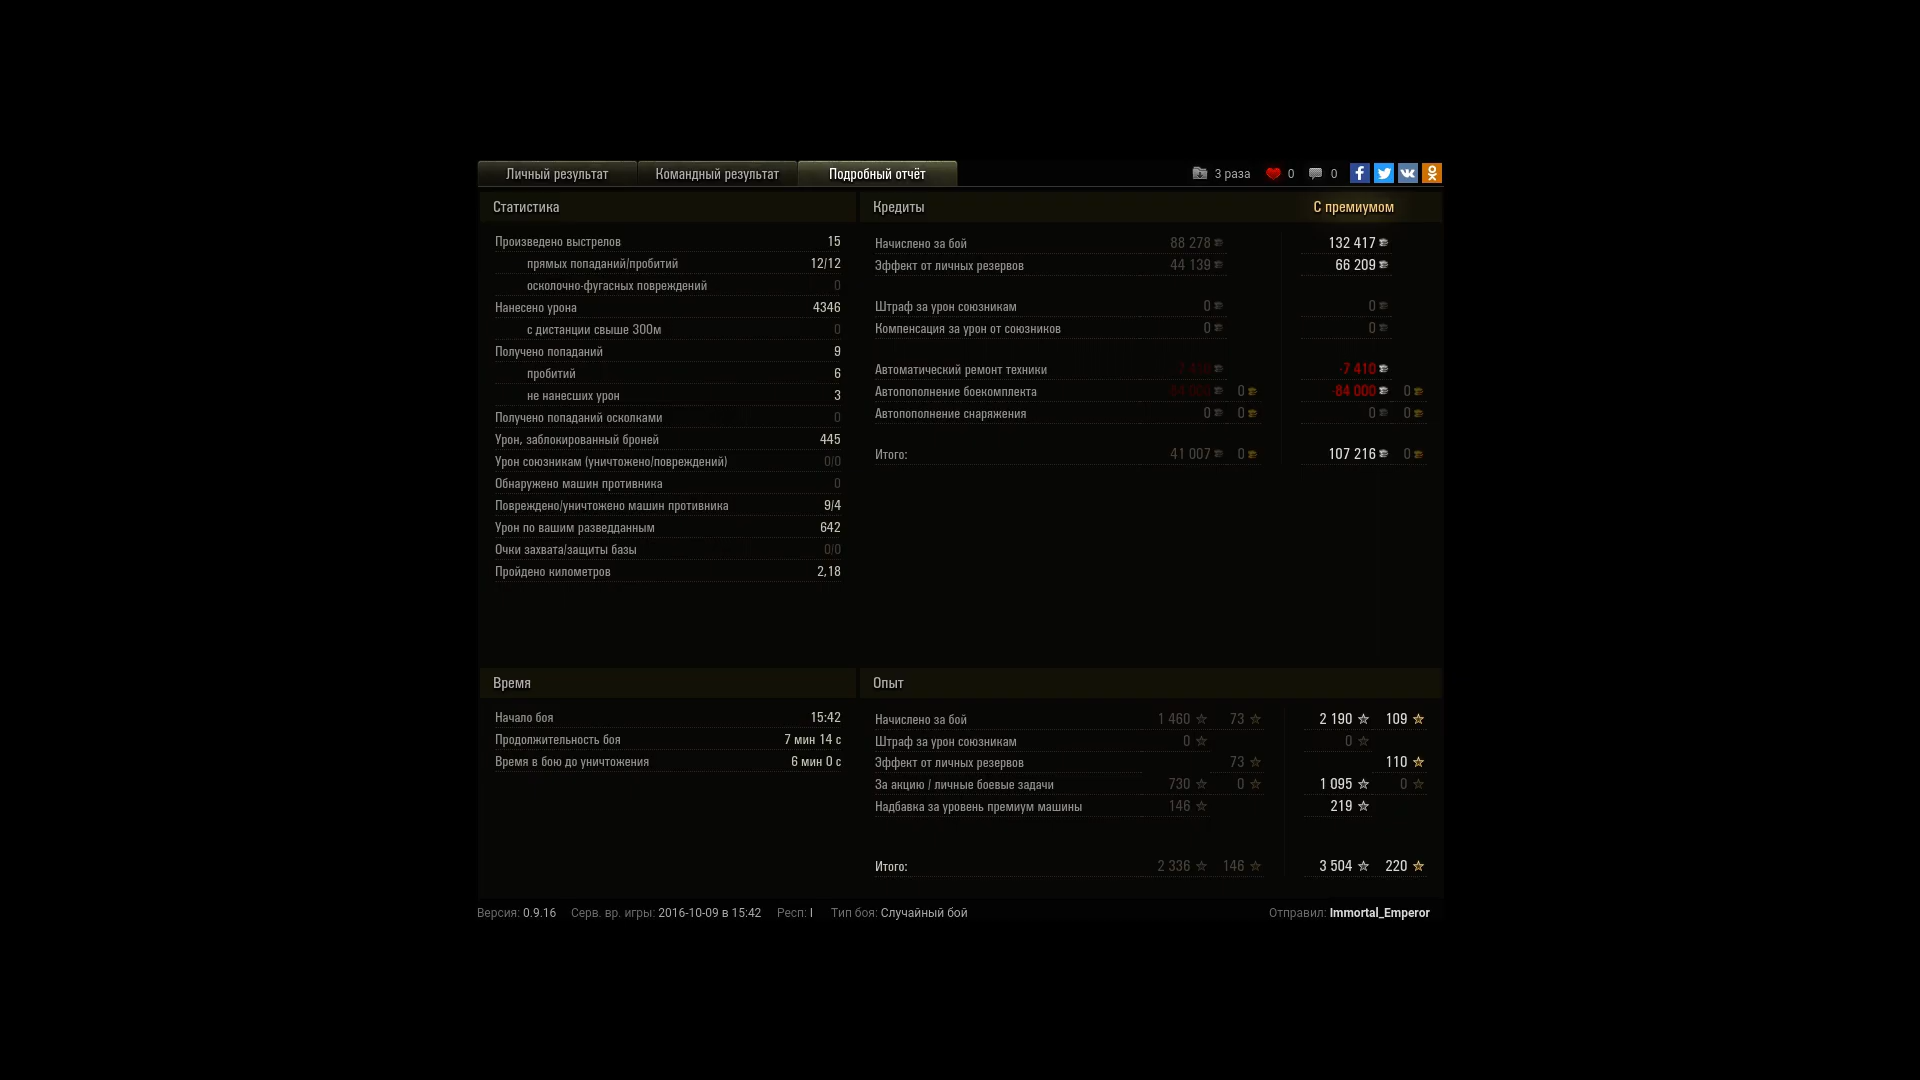 Личный результат Командный результат Подробный отчёт 3 раза 0 0
Статистика
Произведено выстрелов 15
прямых попаданий/пробитий 12/12
осколочно-фугасных повреждений 0
Нанесено урона 4346
с дистанции свыше 300м 0
Получено попаданий 9
пробитий 6
не нанесших урон 3
Получено попаданий осколками 0
Урон, заблокированный броней 445
Урон союзникам (уничтожено/повреждений) 0/0
Обнаружено машин противника 0
Повреждено/уничтожено машин противника 9/4
Урон по вашим разведданным 642
Очки захвата/защиты базы 0/0
Пройдено километров 2,18
Кредиты С премиумом
Начислено за бой 88 278 132 417
Эффект от личных резервов 44 139 66 209
Штраф за урон союзникам 0 0
Компенсация за урон от союзников 0 0
Автоматический ремонт техники -7 410 -7 410
Автопополнение боекомплекта -84 000 0 -84 000 0
Автопополнение снаряжения 0 0 0 0
Итого: 41 007 0 107 216 0
Время
Начало боя 15:42
Продолжительность боя 7 мин 14 с
Время в бою до уничтожения 6 мин 0 с
Опыт
Начислено за бой 1 460 73 2 190 109
Штраф за урон союзникам 0 0
Эффект от личных резервов 73 110
За акцию / личные боевые задачи 730 0 1 095 0
Надбавка за уровень премиум машины 146 219
Итого: 2 336 146 3 504 220
Версия: 0.9.16 Серв. вр. игры: 2016-10-09 в 15:42 Респ: I Тип боя: Случайный бой Отправил: Immortal_Emperor